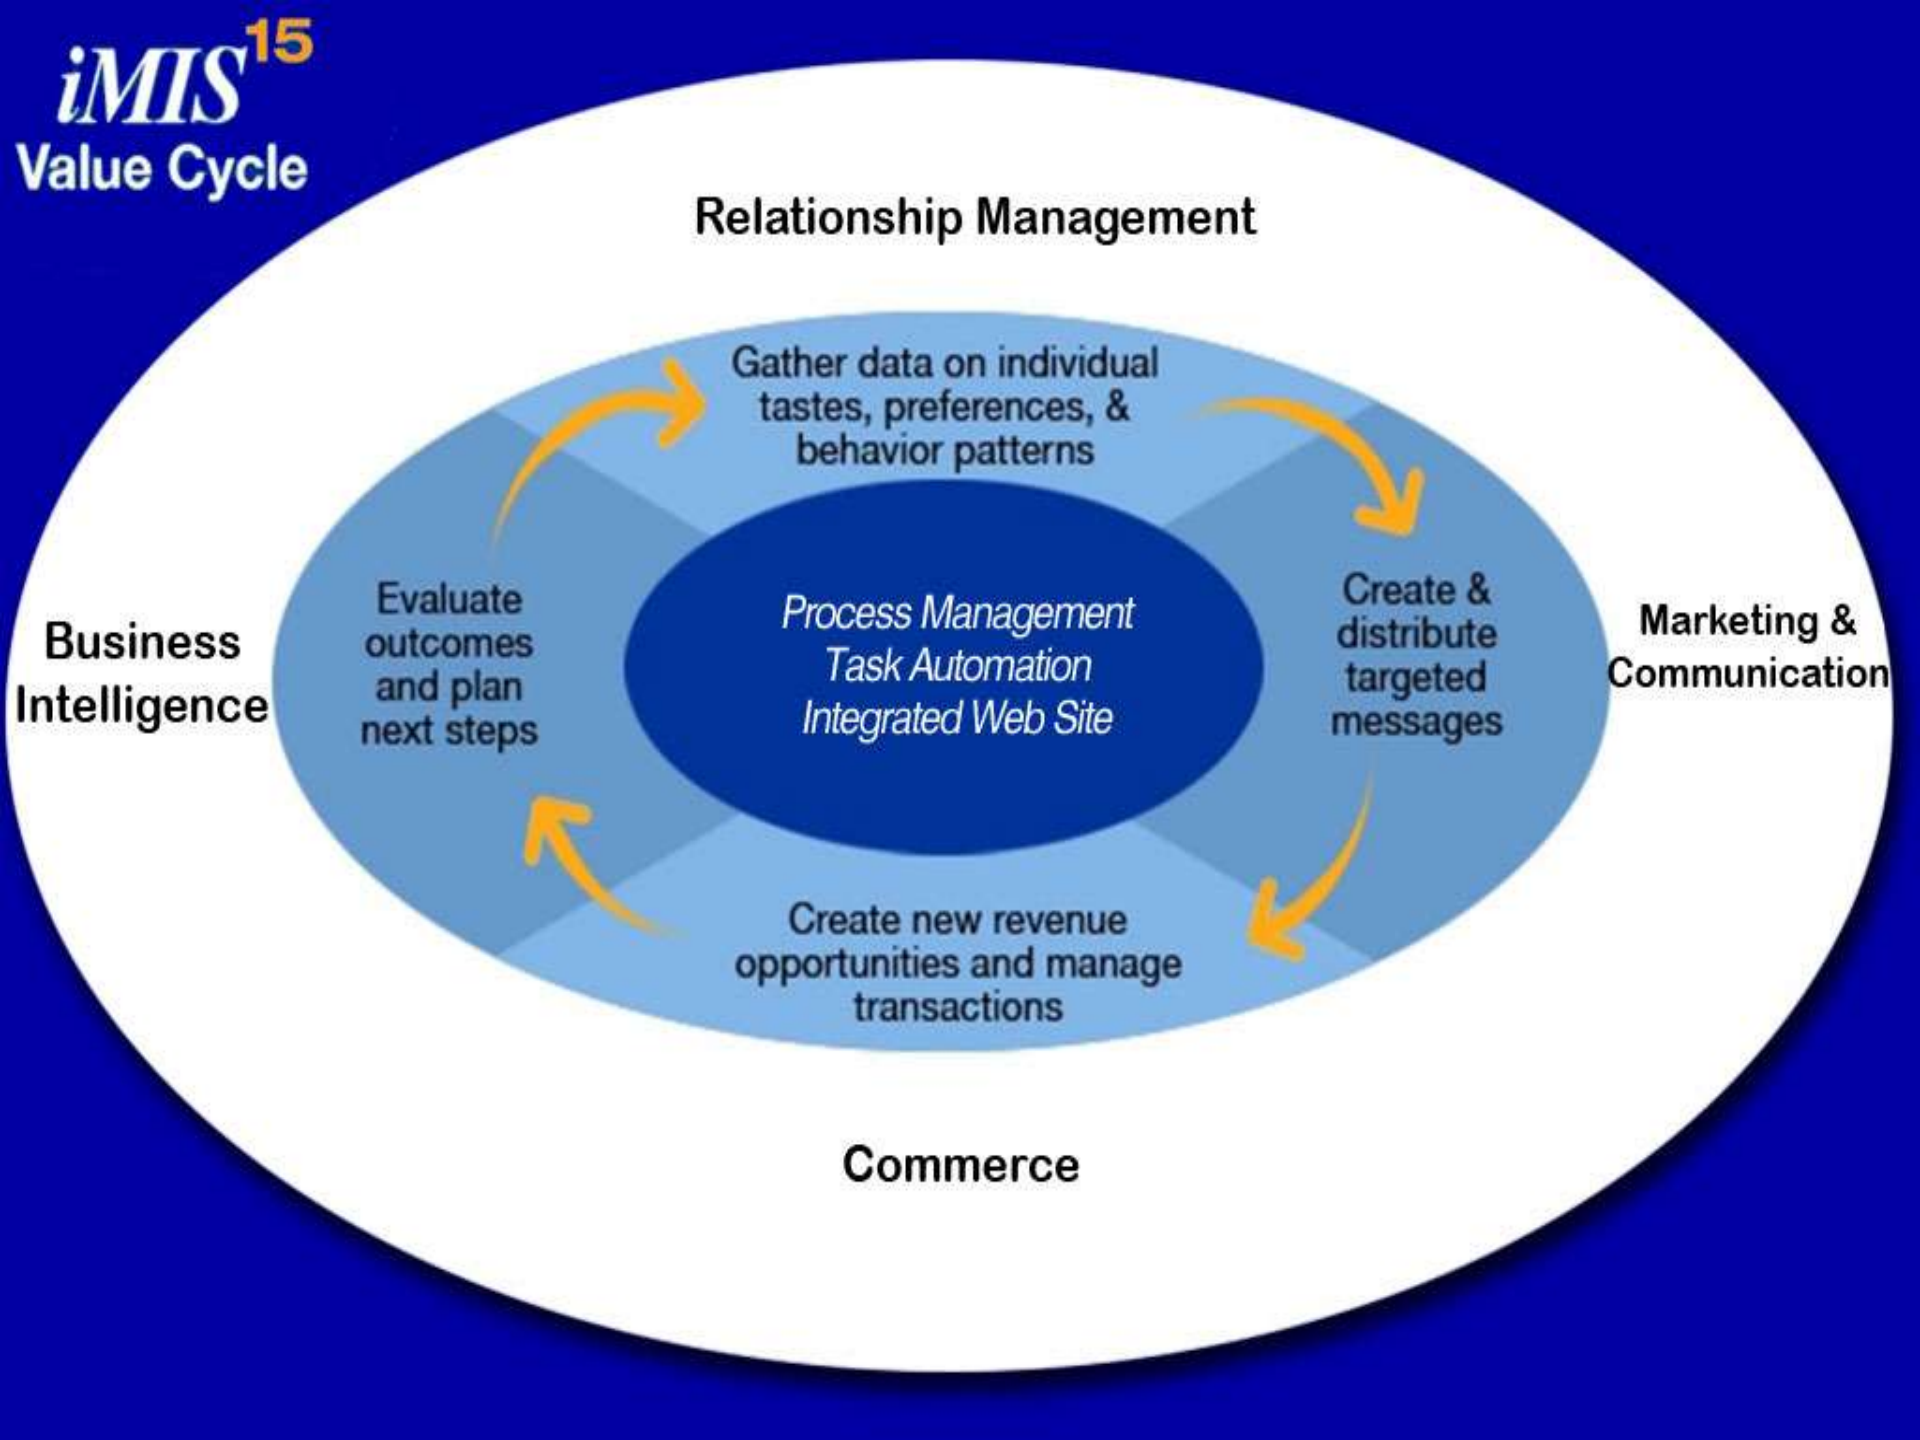 iMIS15
Value Cycle
Relationship Management
Gather data on individual
tastes, preferences, &
behavior patterns
Business
Intelligence
Evaluate
outcomes
and plan
next steps
Process Management
Task Automation
Integrated Web Site
Create &
distribute
targeted
messages
Marketing &
Communication
Create new revenue
opportunities and manage
transactions
Commerce